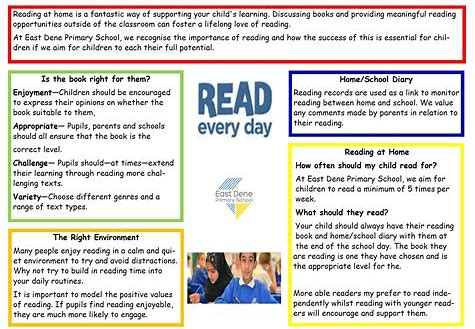 Reading at home is a fantastic way of supporting your child's learning. Discussing books and providing meaningful reading
opportunities outside of the classroom can foster a lifelong love of reading.
At East Dene Primary School, we recognise the importance of reading and how the success of this is essential for chil-
dren if we aim for children to each their full potential.
Is the book right for them?
Enjoyment—Children should be encouraged
to express their opinions on whether the
book suitable to them,
Appropriate— Pupils, parents and schools
should all ensure that the book is the
correct level.
Challenge— Pupils should—at times—extend
their learning through reading more chal-
lenging texts.
Variety—Choose different genres and a
range of text types.
The Right Environment
Many people enjoy reading in a calm and qui-
et environment to try and avoid distractions.
Why not try to build in reading time into
your daily routines.
It is important to model the positive values
of reading. If pupils find reading enjoyable,
they are much more likely to engage.
READ
every day
East Dene
Primary School
Home/School Diary
Reading records are used as a link to monitor
reading between home and school. We value
any comments made by parents in relation to
their reading.
Reading at Home
How often should my child read for?
At East Dene Primary School, we aim for
children to read a minimum of 5 times per
week.
What should they read?
Your child should always have their reading
book and home/school diary with them at
the end of the school day. The book they
are reading is one they have chosen and is
the appropriate level for the.
More able readers my prefer to read inde-
pendently whilst reading with younger read-
ers will encourage and support them.